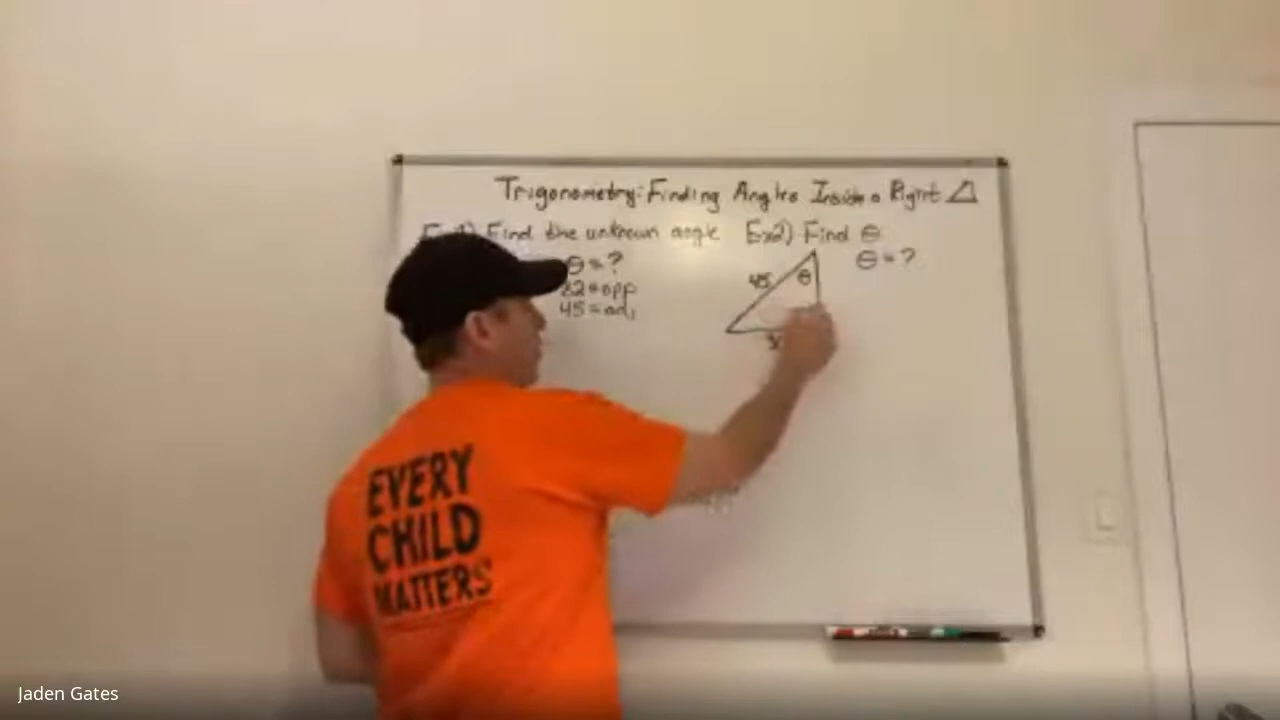 Trigonometry: Finding Angles Inside a Right
Find the unknown angle
θ = ?
32 = opp
45 = adj
Ex2) Find θ
θ = ?
45
θ
EVERY
CHILD
MATTERS
Jaden Gates